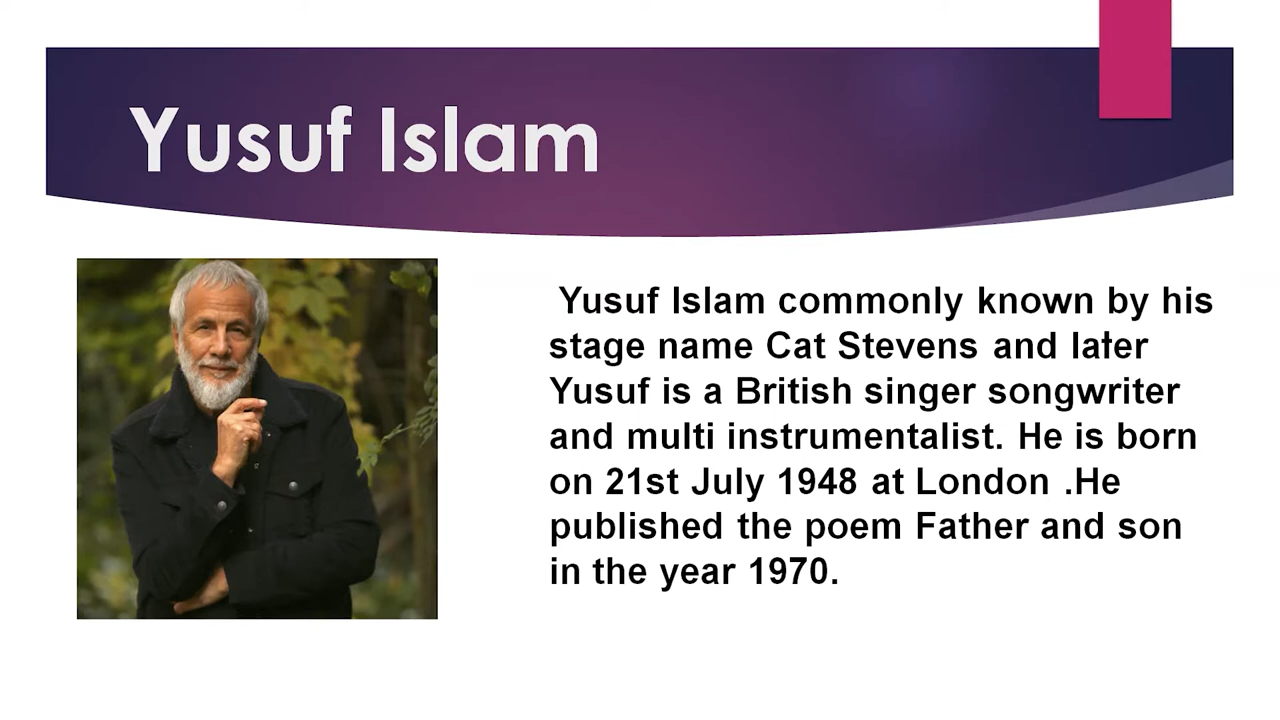 Yusuf Islam
Yusuf Islam commonly known by his
stage name Cat Stevens and later
Yusuf is a British singer songwriter
and multi instrumentalist. He is born
on 21st July 1948 at London .He
published the poem Father and son
in the year 1970.